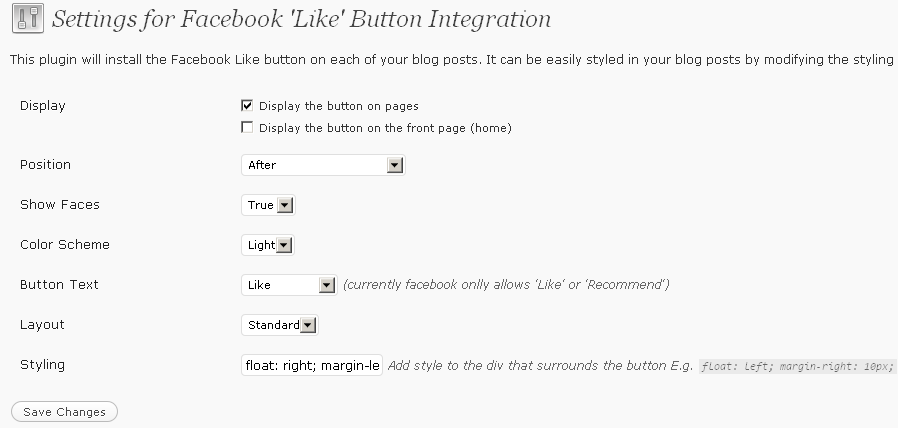 Settings for Facebook 'Like' Button Integration
This plugin will install the Facebook Like button on each of your blog posts. It can be easily styled in your blog posts by modifying the styling
Display
Display the button on pages
Display the button on the front page (home)
Position After
Show Faces True
Color Scheme Light
Button Text Like (currently facebook onlly allows 'Like' or 'Recommend')
Layout Standard
Styling float: right; margin-le Add style to the div that surrounds the button E.g. float: left; margin-right: 10px;
Save Changes